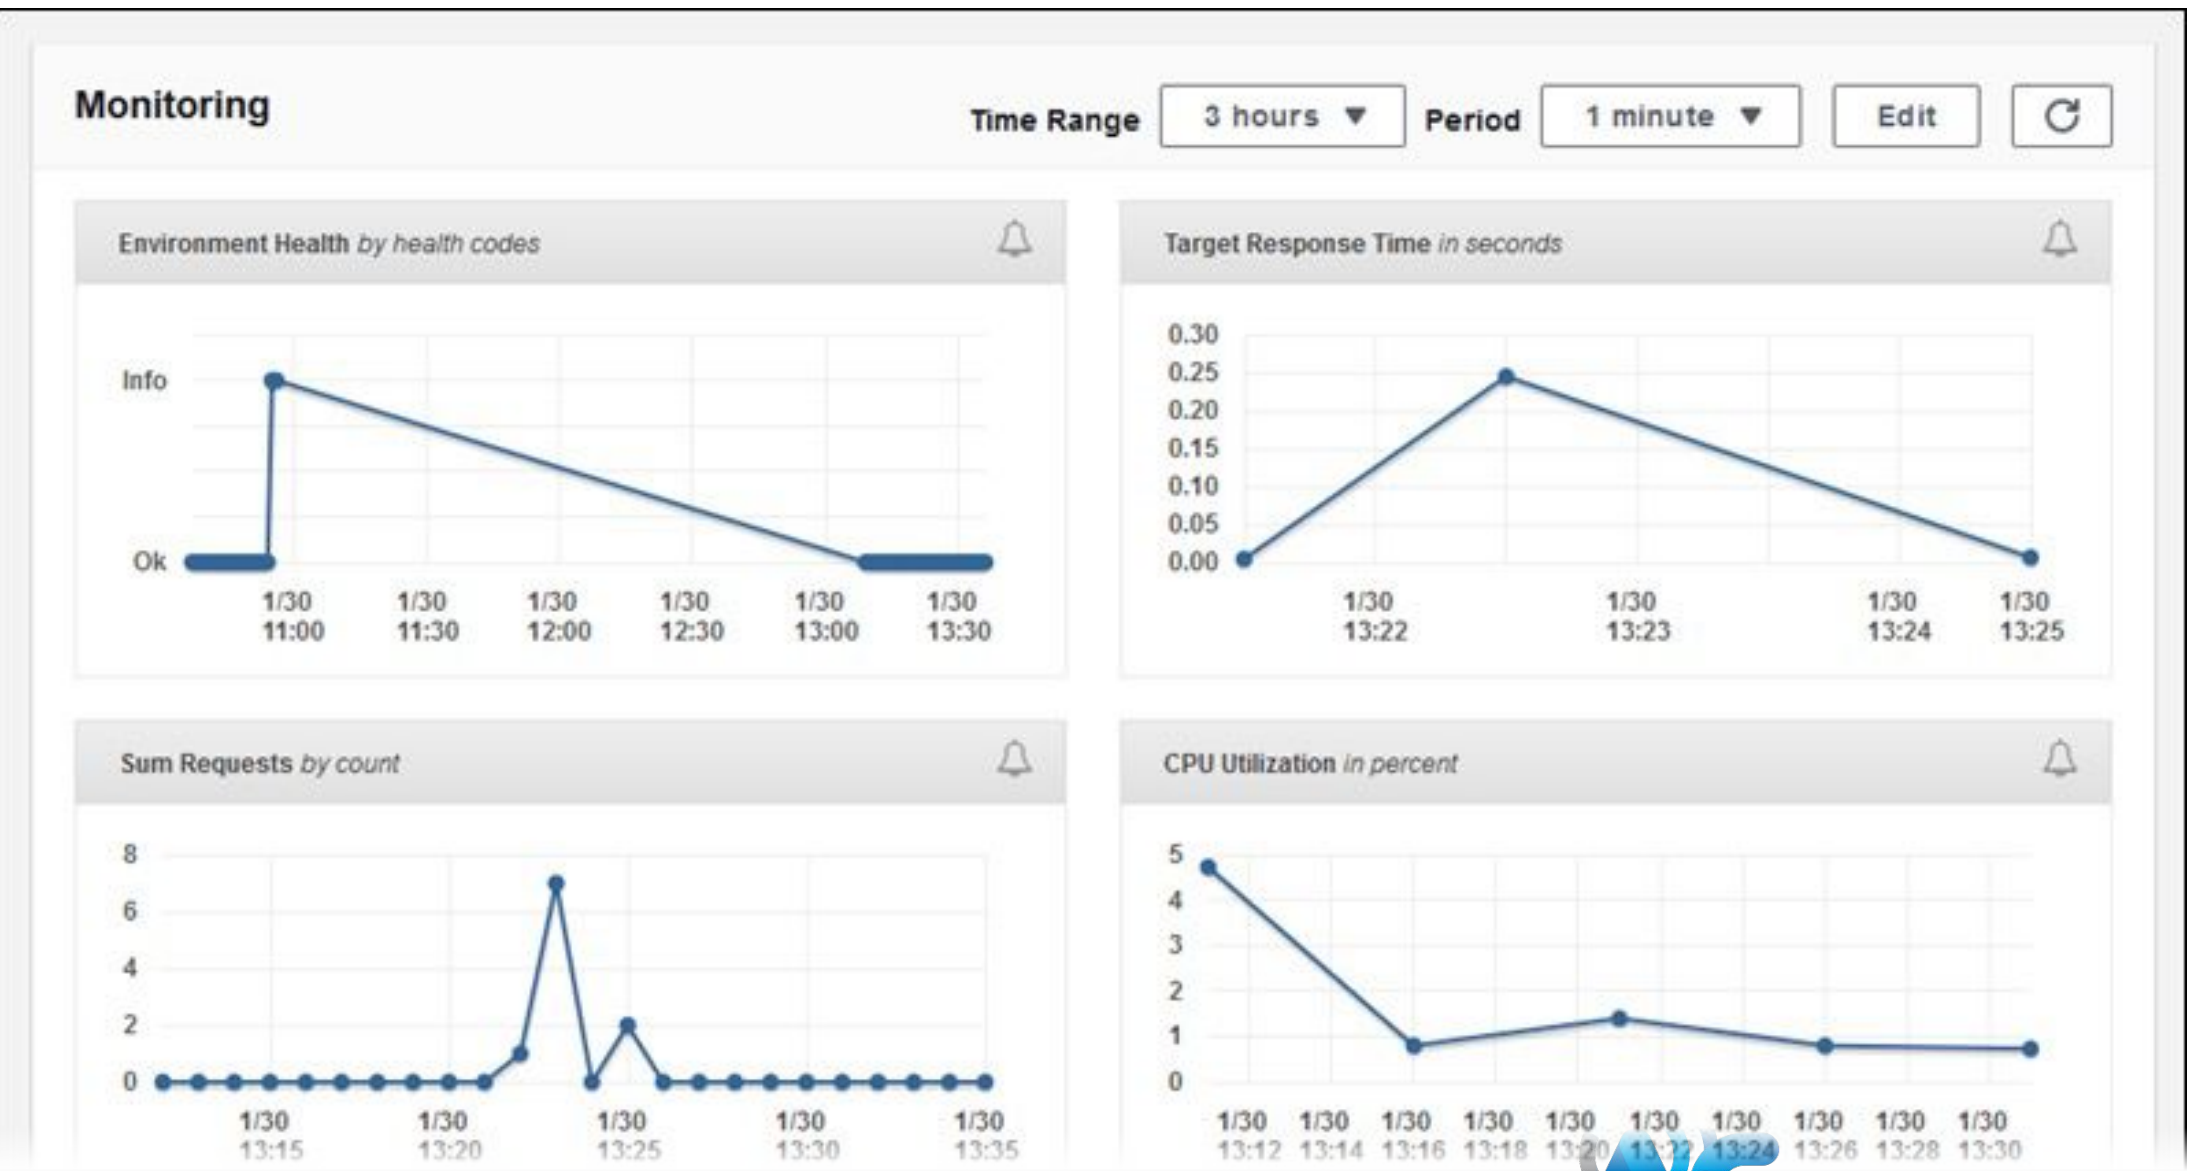 Monitoring
Time Range 3 hours Period 1 minute Edit
Environment Health by health codes
Info
Ok
1/30 1/30 1/30 1/30 1/30 1/30
11:00 11:30 12:00 12:30 13:00 13:30
Target Response Time in seconds
0.30
0.25
0.20
0.15
0.10
0.05
0.00
1/30 1/30 1/30 1/30
13:22 13:23 13:24 13:25
Sum Requests by count
8
6
4
2
0
1/30 1/30 1/30 1/30 1/30
13:15 13:20 13:25 13:30 13:35
CPU Utilization in percent
5
4
3
2
1
0
1/30 1/30 1/30 1/30 1/30 1/30 1/30 1/30 1/30 1/30
13:12 13:14 13:16 13:18 13:20 13:22 13:24 13:26 13:28 13:30